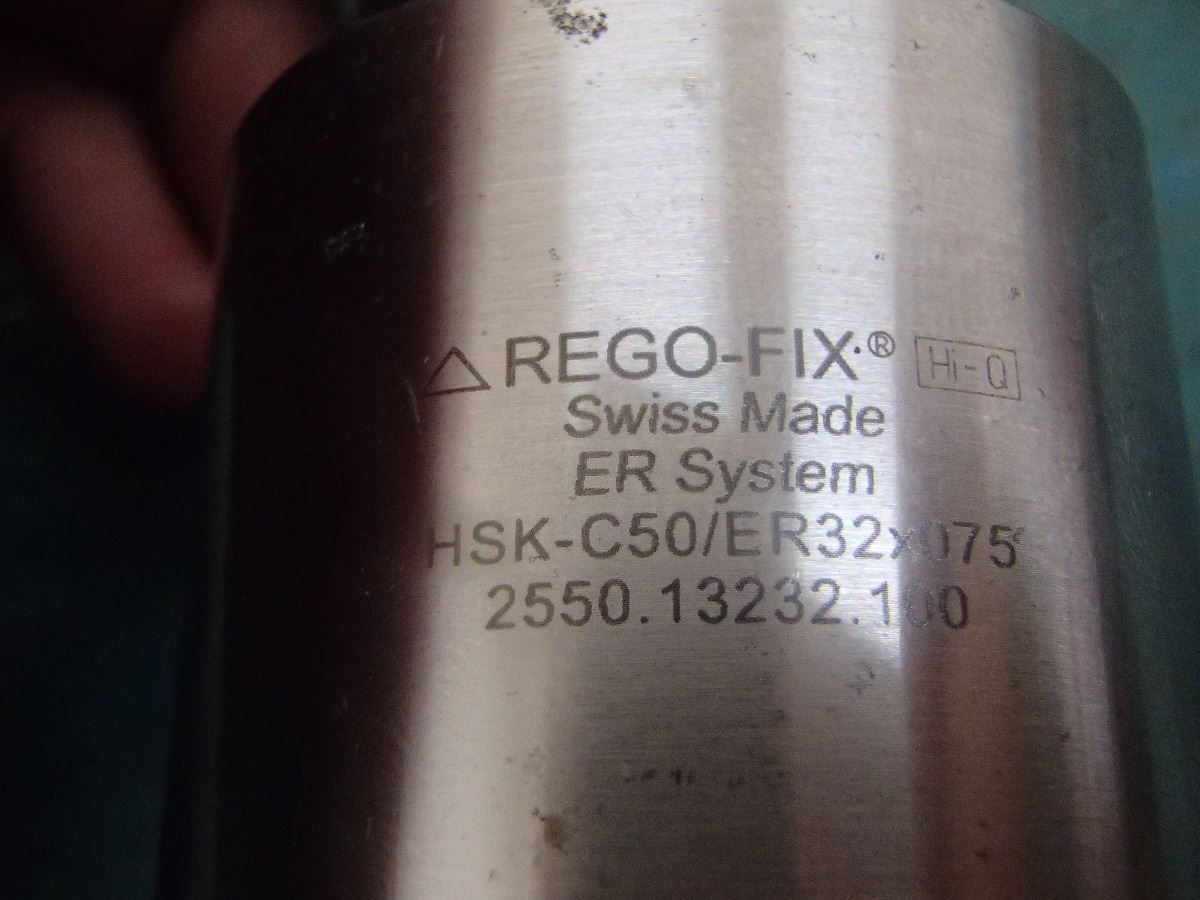 REGO-FIX® Hi-Q
Swiss Made
ER System
HSK-C50/ER32x075
2550.13232.100